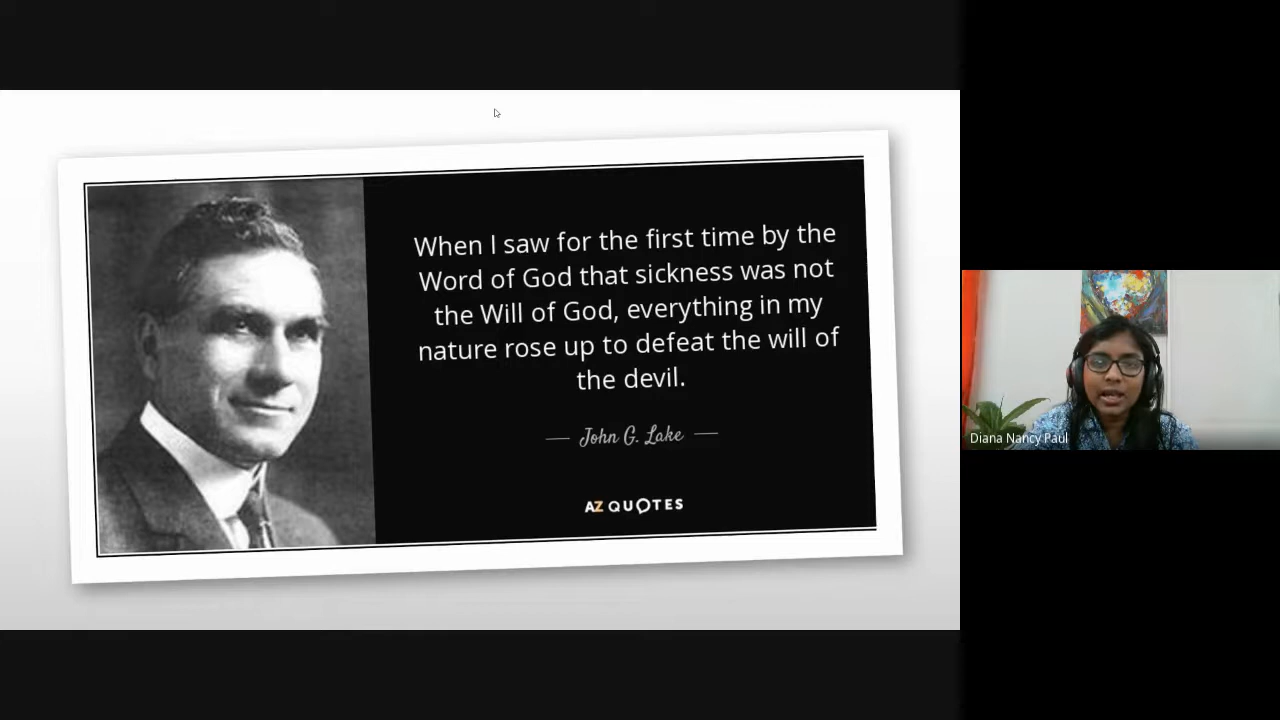 When I saw for the first time by the
Word of God that sickness was not
the Will of God, everything in my
nature rose up to defeat the will of
the devil.
John G. Lake
AZ QUOTES
Diana Nancy Paul